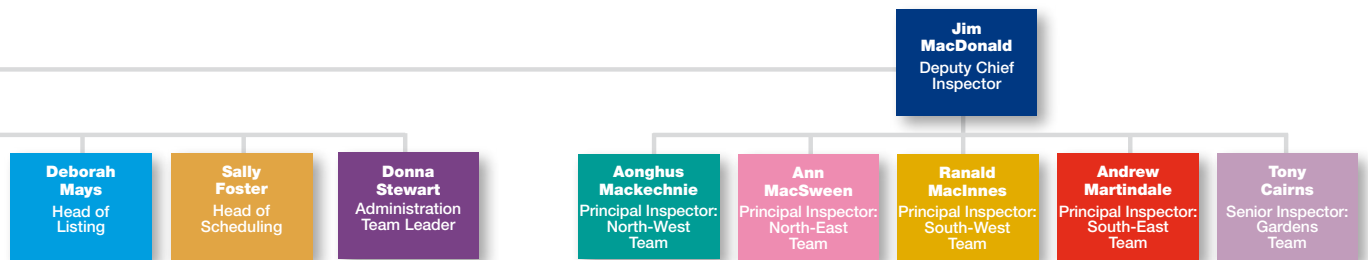 Jim
MacDonald
Deputy Chief
Inspector
Deborah
Mays
Head of
Listing
Sally
Foster
Head of
Scheduling
Donna
Stewart
Administration
Team Leader
Aonghus
Mackechnie
Principal Inspector:
North-West
Team
Ann
MacSween
Principal Inspector:
North-East
Team
Ranald
MacInnes
Principal Inspector:
South-West
Team
Andrew
Martindale
Principal Inspector:
South-East
Team
Tony
Cairns
Senior Inspector:
Gardens
Team